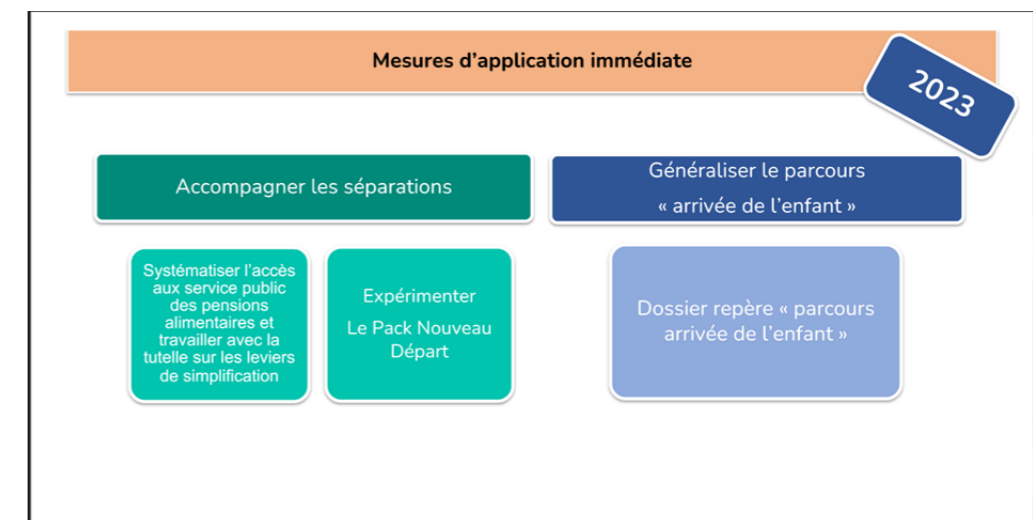 Mesures d'application immédiate
2023
Accompagner les séparations
Systématiser l'accès
aux service public
des pensions
alimentaires et
travailler avec la
tutelle sur les leviers
de simplification
Expérimenter
Le Pack Nouveau
Départ
Généraliser le parcours
« arrivée de l'enfant »
Dossier repère « parcours
arrivée de l'enfant »